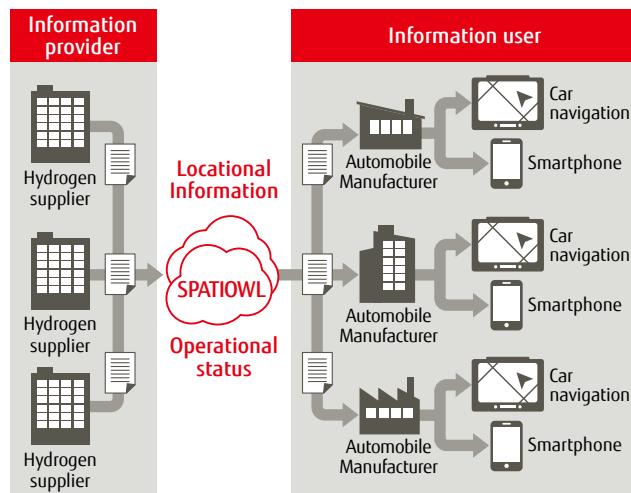 Information
provider
Information user
Hydrogen
supplier
Hydrogen
supplier
Hydrogen
supplier
Locational
Information
SPATIOWL
Operational
status
Automobile
Manufacturer
Car
navigation
Smartphone
Automobile
Manufacturer
Car
navigation
Smartphone
Automobile
Manufacturer
Car
navigation
Smartphone